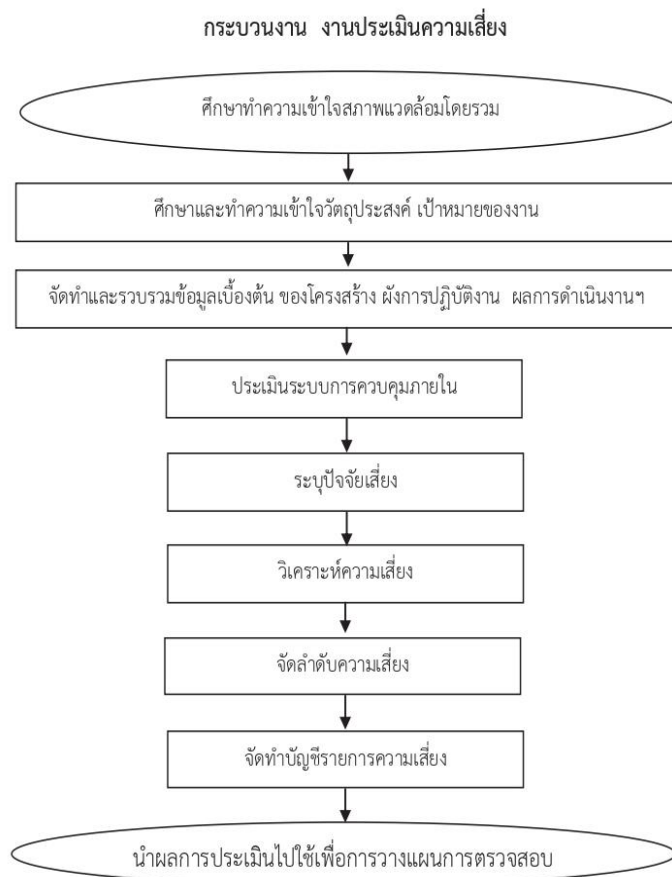 กระบวนงาน งานประเมินความเสี่ยง
ศึกษาทำความเข้าใจสภาพแวดล้อมโดยรวม
ศึกษาและทำความเข้าใจวัตถุประสงค์ เป้าหมายของงาน
จัดทำและรวบรวมข้อมูลเบื้องต้น ของโครงสร้าง ผังการปฏิบัติงาน ผลการดำเนินงานฯ
ประเมินระบบการควบคุมภายใน
ระบุปัจจัยเสี่ยง
วิเคราะห์ความเสี่ยง
จัดลำดับความเสี่ยง
จัดทำบัญชีรายการความเสี่ยง
นำผลการประเมินไปใช้เพื่อการวางแผนการตรวจสอบ